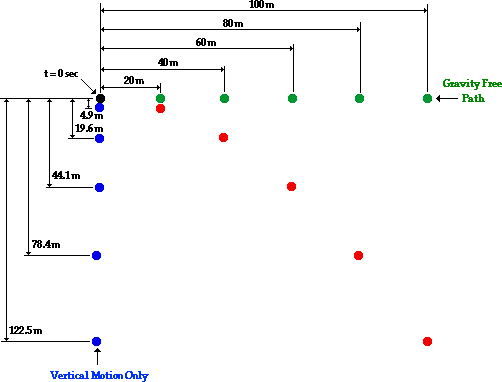 100 m
80 m
60 m
40 m
t = 0 sec
20 m
Gravity Free
Path
4.9 m
19.6 m
44.1 m
78.4 m
122.5 m
Vertical Motion Only